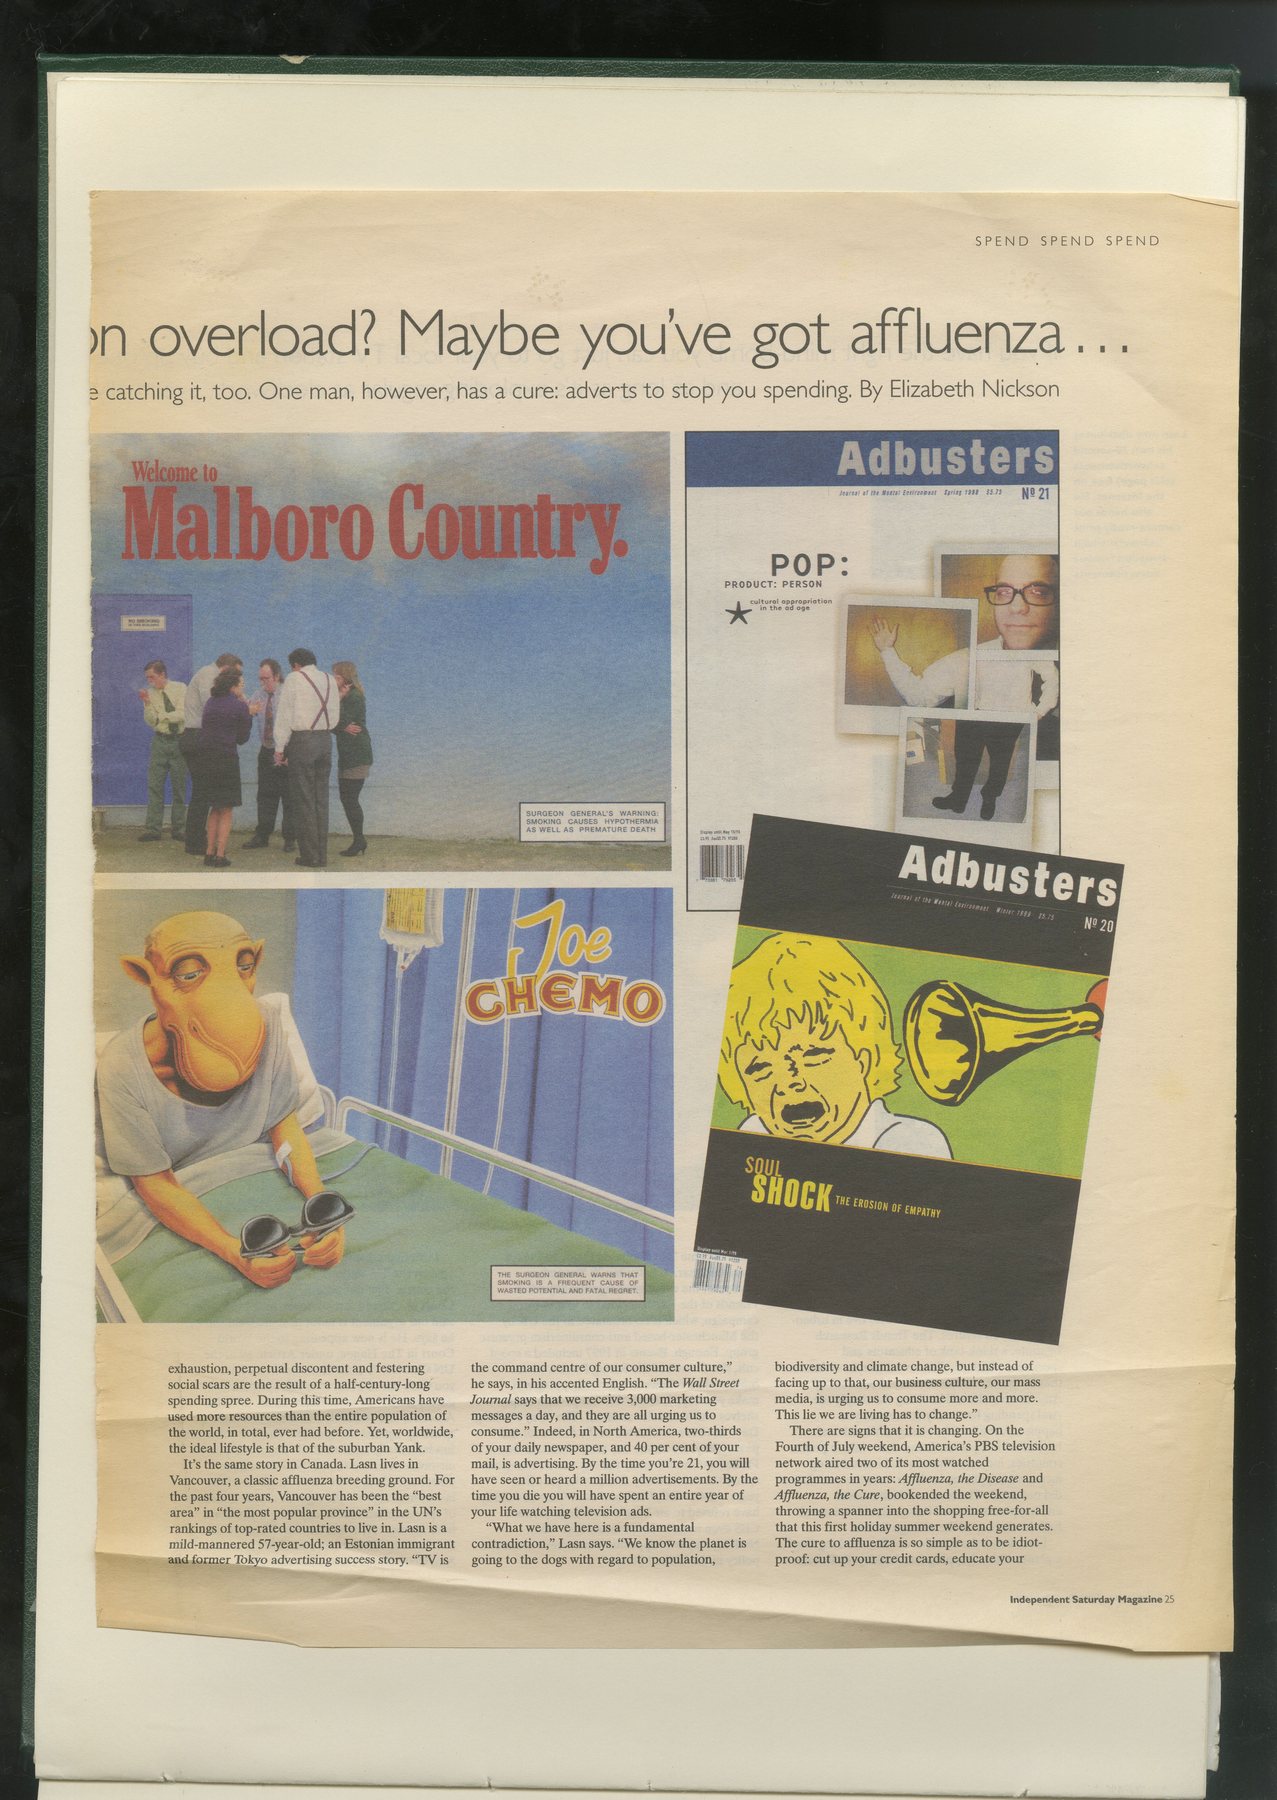 SPEND SPEND SPEND
on overload? Maybe you've got affluenza...
e catching it, too. One man, however, has a cure: adverts to stop you spending. By Elizabeth Nickson
Welcome to
Malboro Country.
NO SMOKING
SURGEON GENERAL'S WARNING:
SMOKING CAUSES HYPOTHERMIA
AS WELL AS PREMATURE DEATH
Adbusters
Journal of the Mental Environment Spring 1998 $5.75 Nº 21
POP:
PRODUCT: PERSON
cultural appropriation
in the ad age
Joe
CHEMO
THE SURGEON GENERAL WARNS THAT
SMOKING IS A FREQUENT CAUSE OF
WASTED POTENTIAL AND FATAL REGRET.
Adbusters
Journal of the Mental Environment Winter 1998 $5.75
Nº 20
SOUL
SHOCK THE EROSION OF EMPATHY
exhaustion, perpetual discontent and festering
social scars are the result of a half-century-long
spending spree. During this time, Americans have
used more resources than the entire population of
the world, in total, ever had before. Yet, worldwide,
the ideal lifestyle is that of the suburban Yank.
It's the same story in Canada. Lasn lives in
Vancouver, a classic affluenza breeding ground. For
the past four years, Vancouver has been the "best
area" in "the most popular province" in the UN's
rankings of top-rated countries to live in. Lasn is a
mild-mannered 57-year-old; an Estonian immigrant
and former Tokyo advertising success story. "TV is
the command centre of our consumer culture,"
he says, in his accented English. "The Wall Street
Journal says that we receive 3,000 marketing
messages a day, and they are all urging us to
consume." Indeed, in North America, two-thirds
of your daily newspaper, and 40 per cent of your
mail, is advertising. By the time you're 21, you will
have seen or heard a million advertisements. By the
time you die you will have spent an entire year of
your life watching television ads.
"What we have here is a fundamental
contradiction," Lasn says. "We know the planet is
going to the dogs with regard to population,
biodiversity and climate change, but instead of
facing up to that, our business culture, our mass
media, is urging us to consume more and more.
This lie we are living has to change."
There are signs that it is changing. On the
Fourth of July weekend, America's PBS television
network aired two of its most watched
programmes in years: Affluenza, the Disease and
Affluenza, the Cure, bookended the weekend,
throwing a spanner into the shopping free-for-all
that this first holiday summer weekend generates.
The cure to affluenza is so simple as to be idiot-
proof: cut up your credit cards, educate your
Independent Saturday Magazine 25